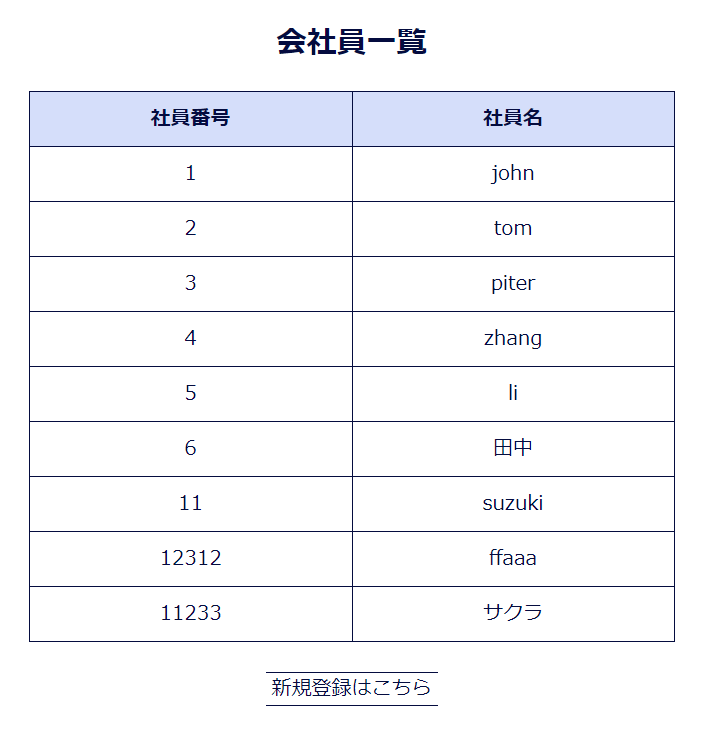 会社員一覧
社員番号 社員名
1 john
2 tom
3 piter
4 zhang
5 li
6 田中
11 suzuki
12312 ffaaa
11233 サクラ
新規登録はこちら